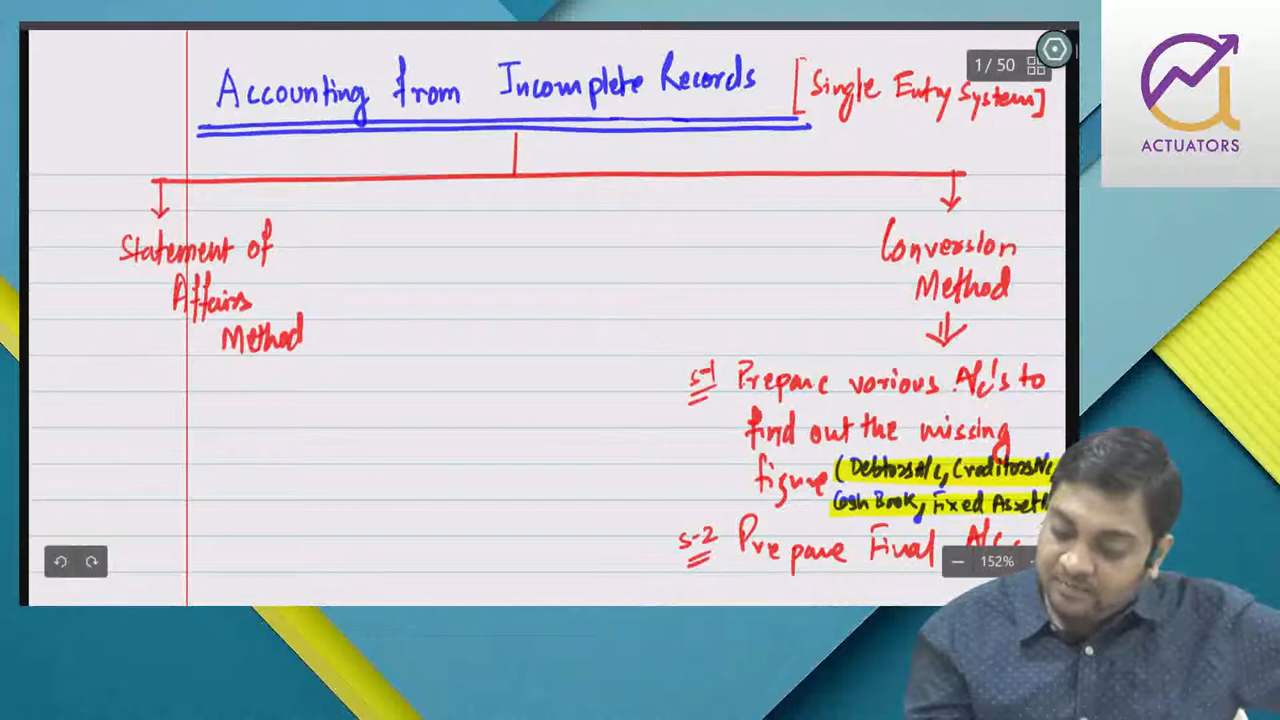 Accounting from Incomplete Records [Single Entry System]
1 / 50
ACTUATORS
Statement of
Affairs
Method
Conversion
Method
S-1 Prepare various A/c's to
find out the missing
figure (Debtors A/c, Creditors A/c
Cash Book, Fixed Asset
S-2 Prepare Final
152%